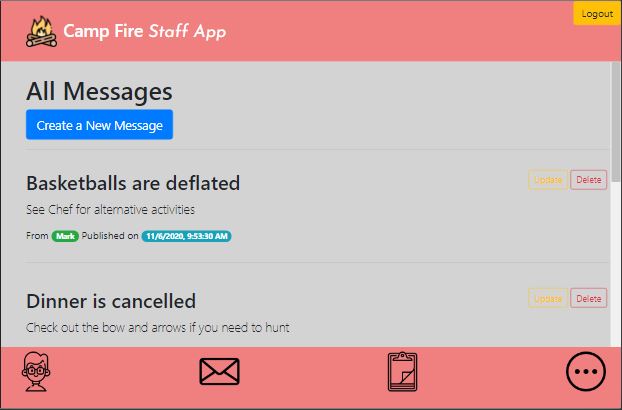 Logout
Camp Fire Staff App
All Messages
Create a New Message
Basketballs are deflated
Update Delete
See Chef for alternative activities
From Mark Published on 11/6/2020, 9:53:30 AM
Dinner is cancelled
Update Delete
Check out the bow and arrows if you need to hunt